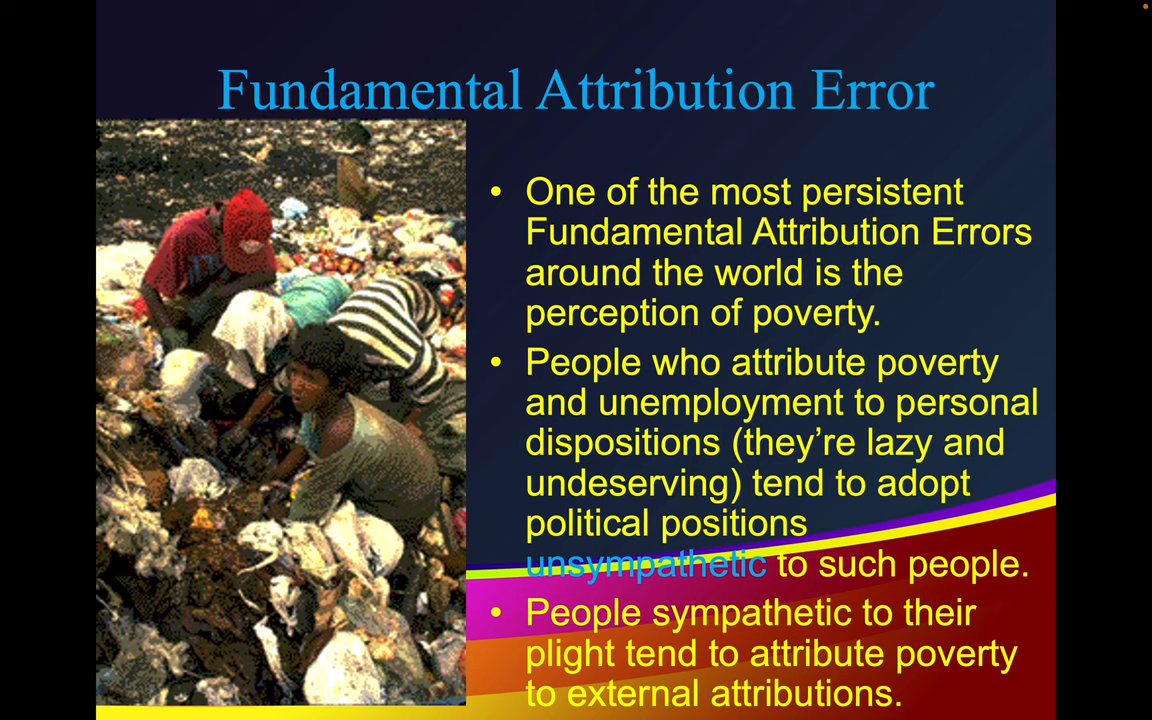 Fundamental Attribution Error
• One of the most persistent
Fundamental Attribution Errors
around the world is the
perception of poverty.
• People who attribute poverty
and unemployment to personal
dispositions (they’re lazy and
undeserving) tend to adopt
political positions
unsympathetic to such people.
• People sympathetic to their
plight tend to attribute poverty
to external attributions.